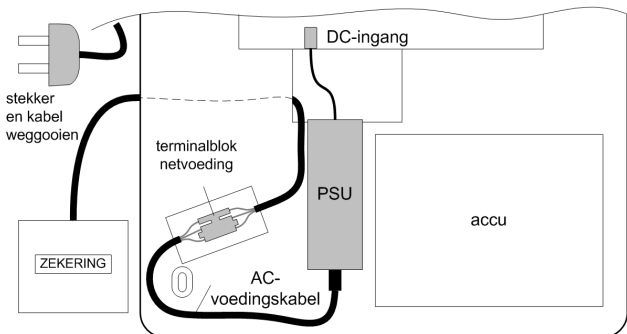 DC-ingang
stekker
en kabel
weggooien
terminalblok
netvoeding
PSU
accu
ZEKERING
AC-
voedingskabel